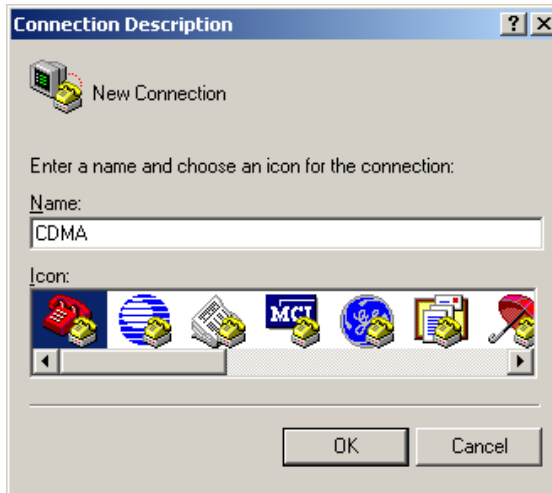 Connection Description
New Connection
Enter a name and choose an icon for the connection:
Name:
CDMA
Icon:
MCI
OK Cancel